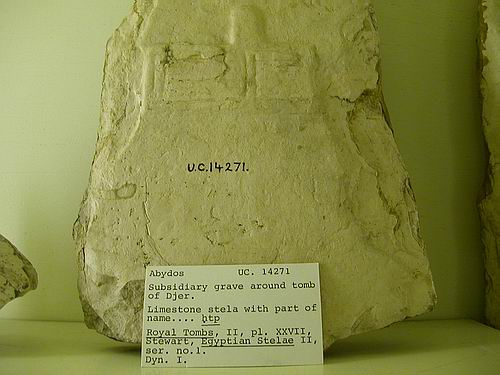 U.C.14271.
Abydos UC. 14271
Subsidiary grave around tomb
of Djer.
Limestone stela with part of
name.... ḥtp
Royal Tombs, II, pl. XXVII,
Stewart, Egyptian Stelae II,
ser. no.1.
Dyn. I.